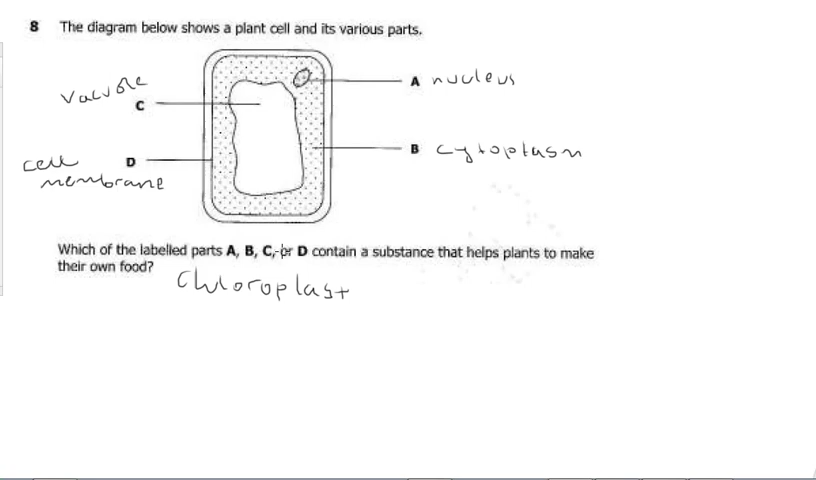 8 The diagram below shows a plant cell and its various parts.
vacuole
C
A nucleus
B cytoplasm
cell
membrane
D
Which of the labelled parts A, B, C, or D contain a substance that helps plants to make
their own food?
Chloroplast